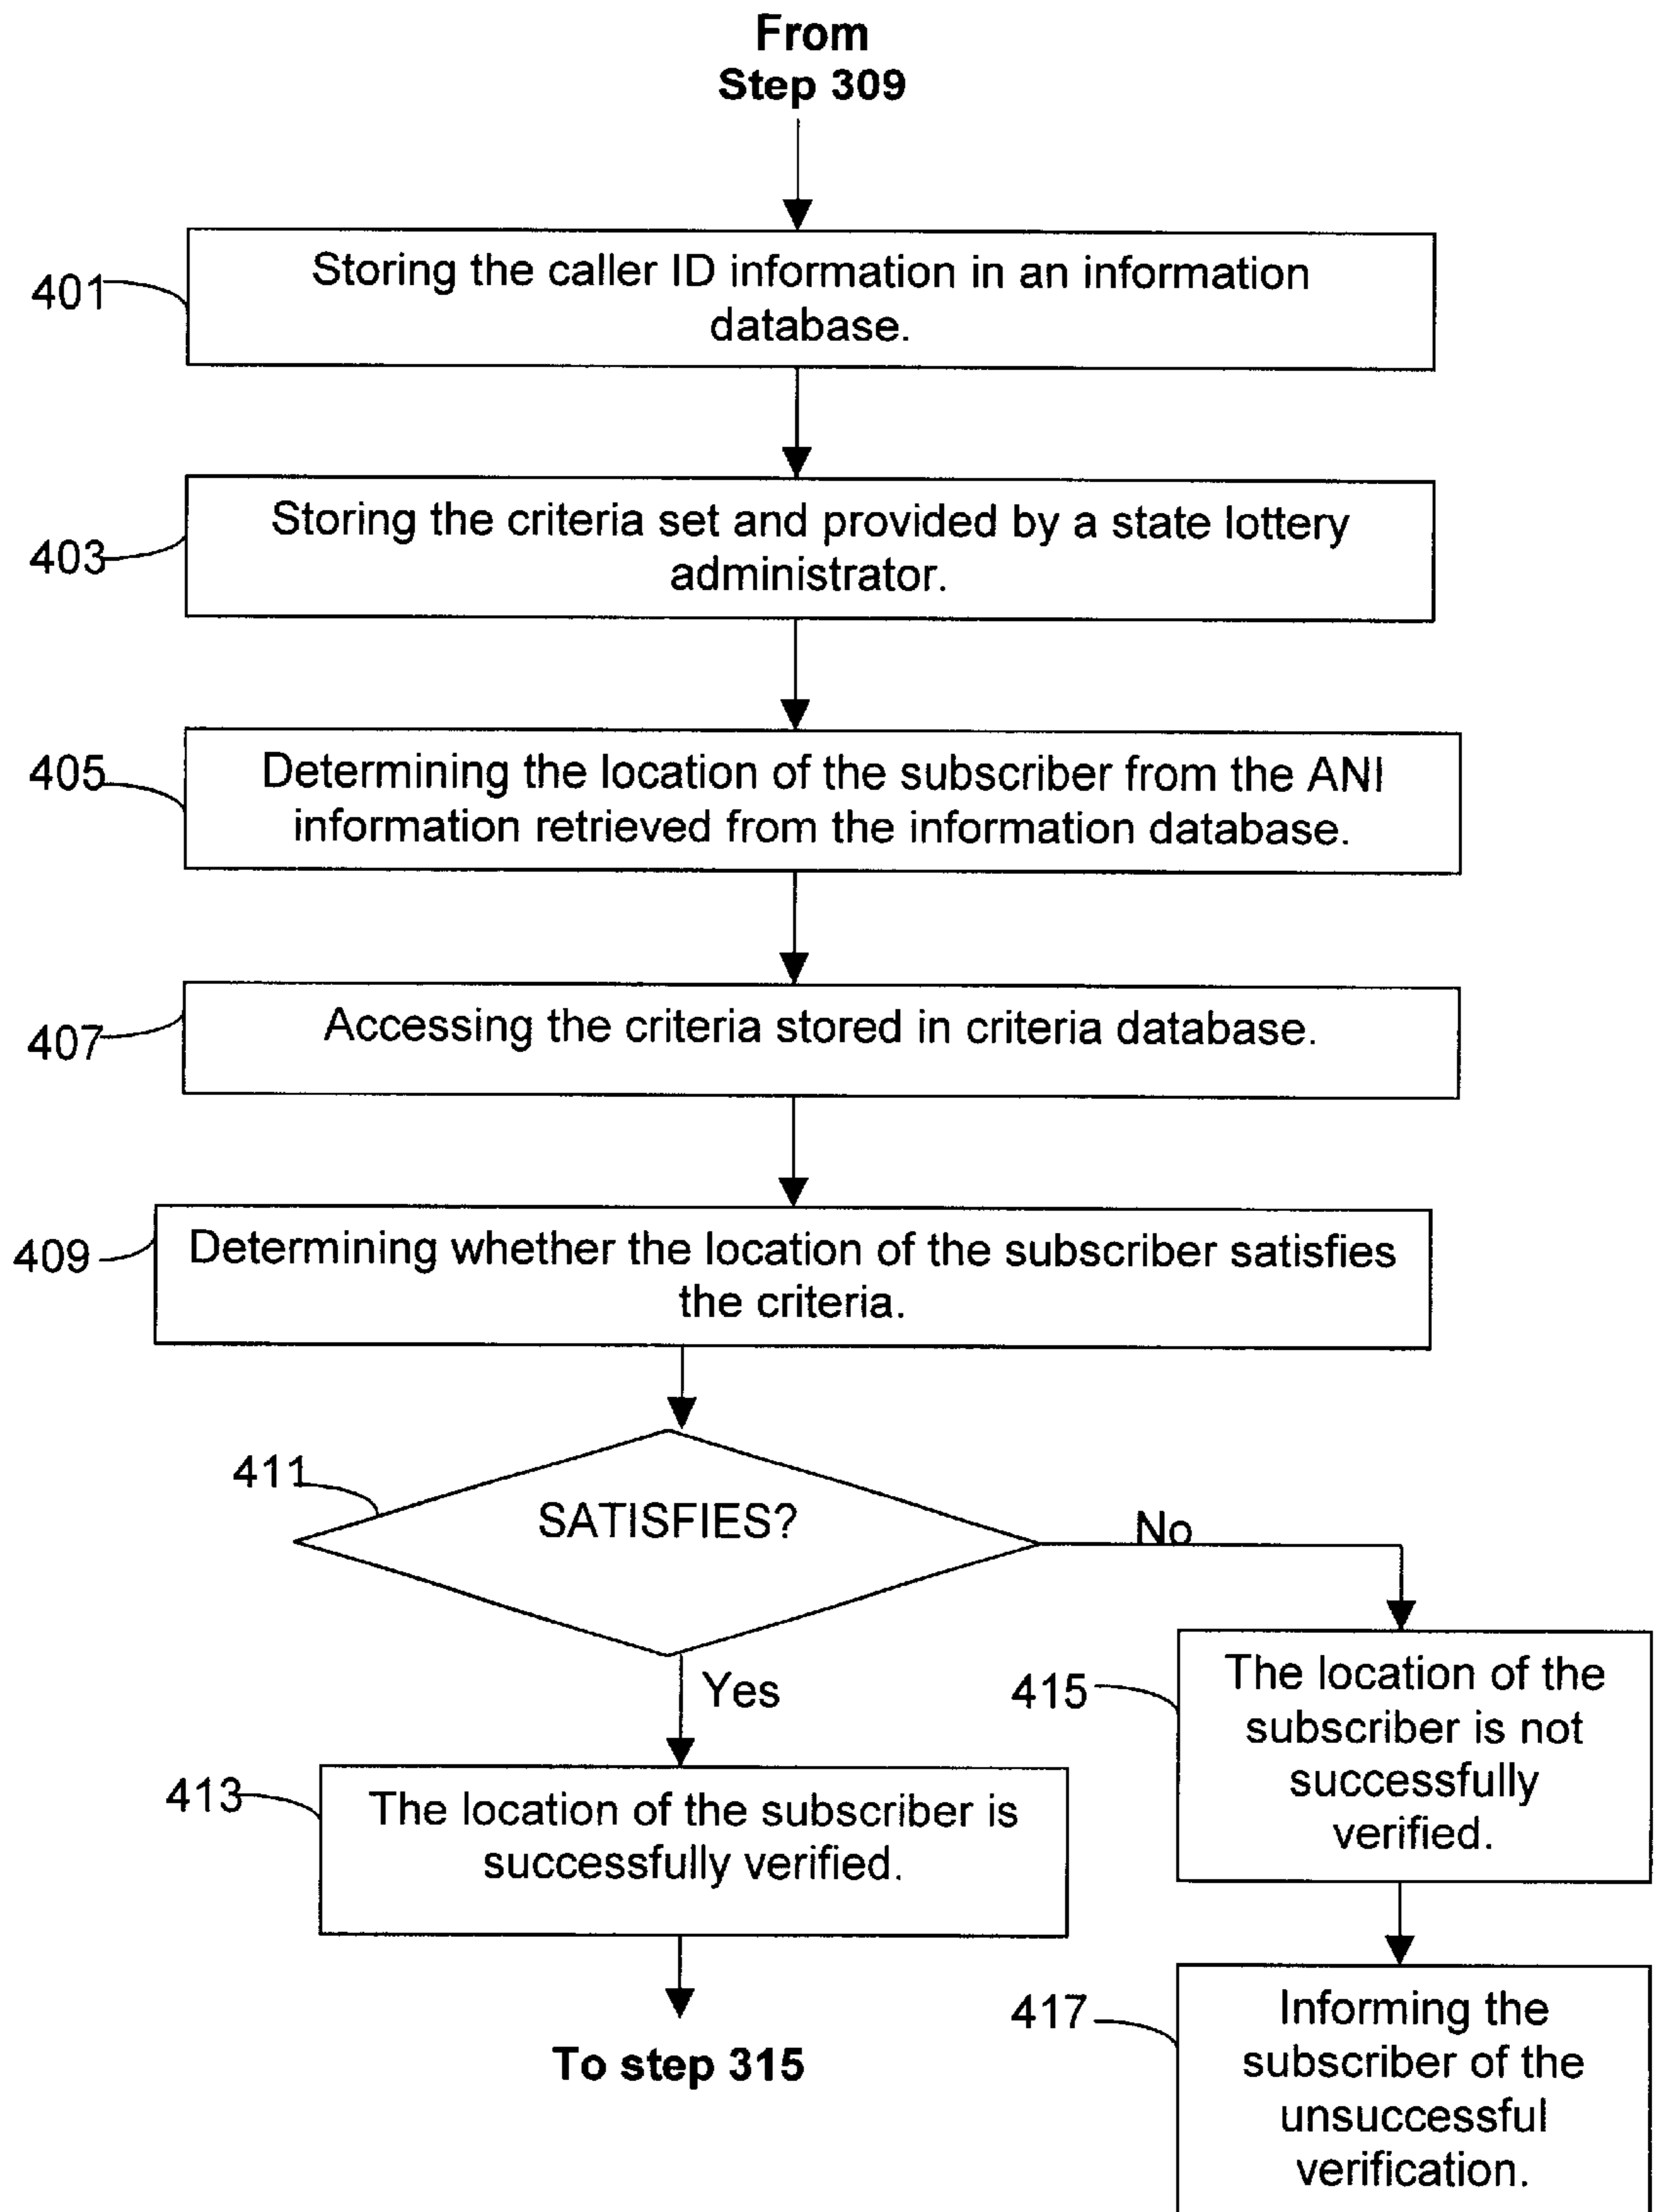 From
Step 309
401
Storing the caller ID information in an information
database.
403
Storing the criteria set and provided by a state lottery
administrator.
405
Determining the location of the subscriber from the ANI
information retrieved from the information database.
407
Accessing the criteria stored in criteria database.
409
Determining whether the location of the subscriber satisfies
the criteria.
411
SATISFIES?
No
Yes
413
The location of the subscriber is
successfully verified.
To step 315
415
The location of the
subscriber is not
successfully
verified.
417
Informing the
subscriber of the
unsuccessful
verification.